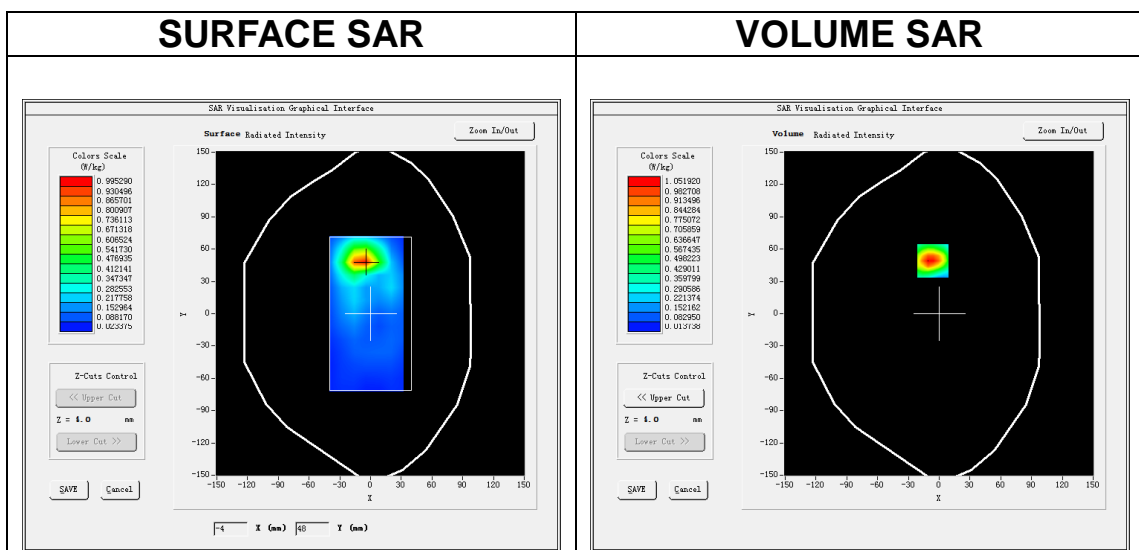 SURFACE SAR
VOLUME SAR
SAR Visualisation Graphical Interface
Surface Radiated Intensity
Zoom In/Out
Colors Scale
(W/kg)
0.995290
0.930496
0.865701
0.800907
0.736113
0.671318
0.606524
0.541730
0.476935
0.412141
0.347347
0.282553
0.217758
0.152964
0.088170
0.023375
150
120
90
60
30
0
-30
-60
-90
-120
-150
Y
-150 -120 -90 -60 -30 0 30 60 90 120 150
X
Z-Cuts Control
<< Upper Cut
Z = 4.0 mm
Lower Cut >>
SAVE Cancel
-4 X (mm) 48 Y (mm)
SAR Visualisation Graphical Interface
Volume Radiated Intensity
Zoom In/Out
Colors Scale
(W/kg)
1.051920
0.982708
0.913496
0.844284
0.775072
0.705859
0.636647
0.567435
0.498223
0.429011
0.359799
0.290586
0.221374
0.152162
0.082950
0.013738
150
120
90
60
30
0
-30
-60
-90
-120
-150
Y
-150 -120 -90 -60 -30 0 30 60 90 120 150
X
Z-Cuts Control
<< Upper Cut
Z = 4.0 mm
Lower Cut >>
SAVE Cancel